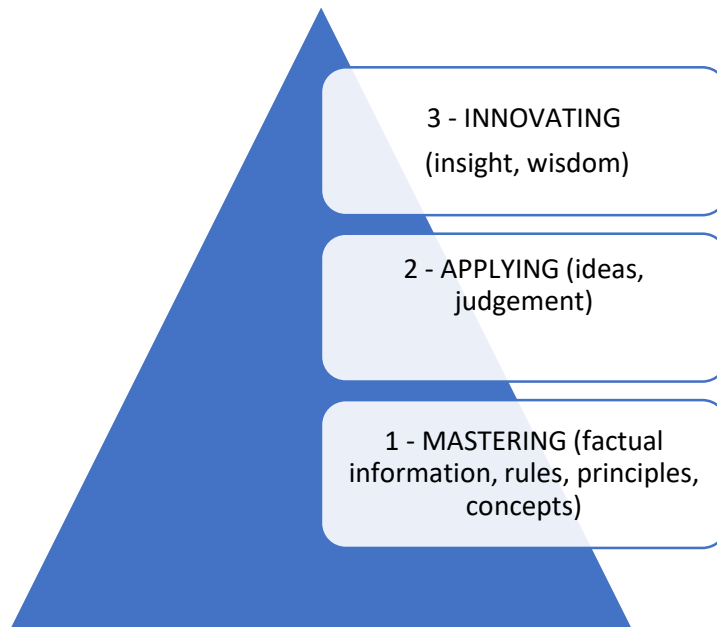 3 - INNOVATING
(insight, wisdom)
2 - APPLYING (ideas,
judgement)
1 - MASTERING (factual
information, rules, principles,
concepts)